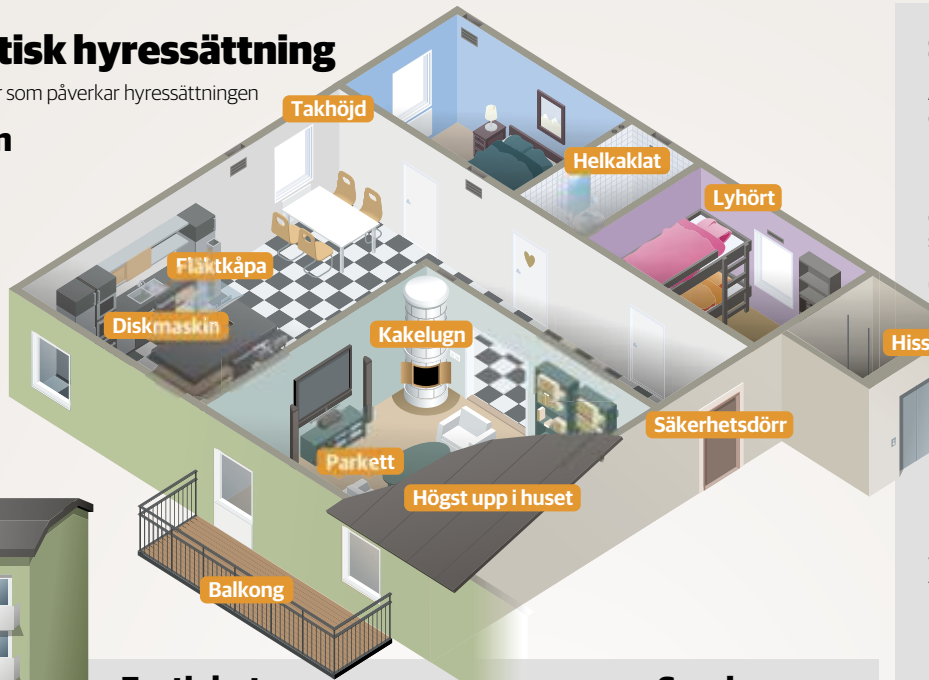 tisk hyressättning
r som påverkar hyressättningen
n
Takhöjd
Helkaklat
Lyhört
Fläktkåpa
Diskmaskin
Kakelugn
Hiss
Säkerhetsdörr
Parkett
Högst upp i huset
Balkong